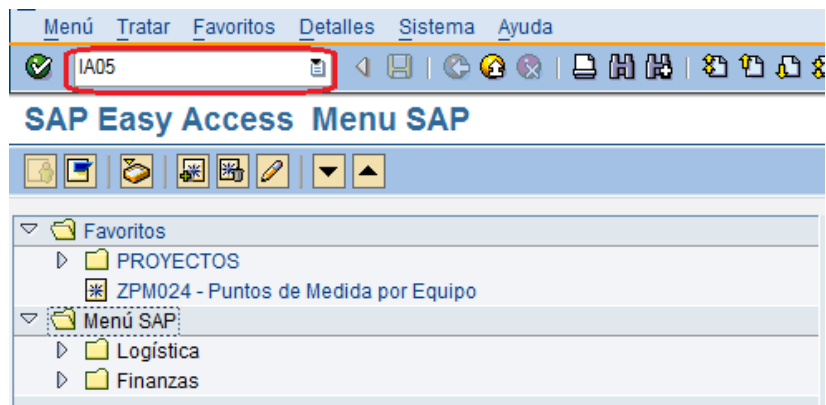 Menú Tratar Favoritos Detalles Sistema Ayuda
IA05
SAP Easy Access Menu SAP
Favoritos
PROYECTOS
ZPM024 - Puntos de Medida por Equipo
Menú SAP
Logística
Finanzas